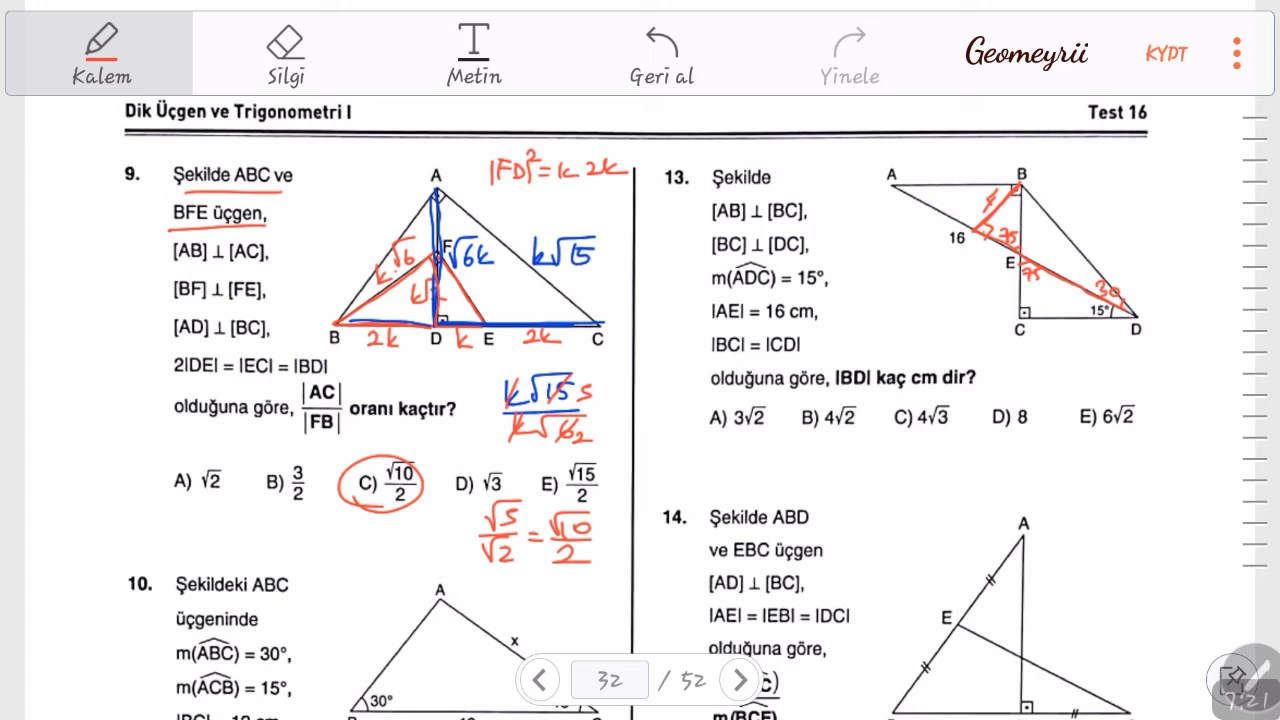 Kalem
Silgi
Metin
Geri al
Yinele
Geomeyrii
KYDT
Dik Üçgen ve Trigonometri I
Test 16
9. Şekilde ABC ve
BFE üçgen,
[AB] ⊥ [AC],
[BF] ⊥ [FE],
[AD] ⊥ [BC],
2|DE| = |EC| = |BD|
olduğuna göre, |AC| / |FB| oranı kaçtır?
A) √2 B) 3/2 C) √10/2 D) √3 E) √15/2
|FD|² = k 2k
A
F
k√6
√6k
k√15
B D E C
2k k 2k
k√15 5
k√6 2
√5/√2 = √10/2
10. Şekildeki ABC
üçgeninde
m(ABC) = 30°,
m(ACB) = 15°,
A
x
30°
13. Şekilde
[AB] ⊥ [BC],
[BC] ⊥ [DC],
m(ADC) = 15°,
|AE| = 16 cm,
|BC| = |CD|
olduğuna göre, |BD| kaç cm dir?
A) 3√2 B) 4√2 C) 4√3 D) 8 E) 6√2
A B
16
75
E
75
30
15°
C D
14. Şekilde ABD
ve EBC üçgen
[AD] ⊥ [BC],
|AE| = |EB| = |DC|
olduğuna göre,
m(BCE)
A
E
32 / 52
7:21